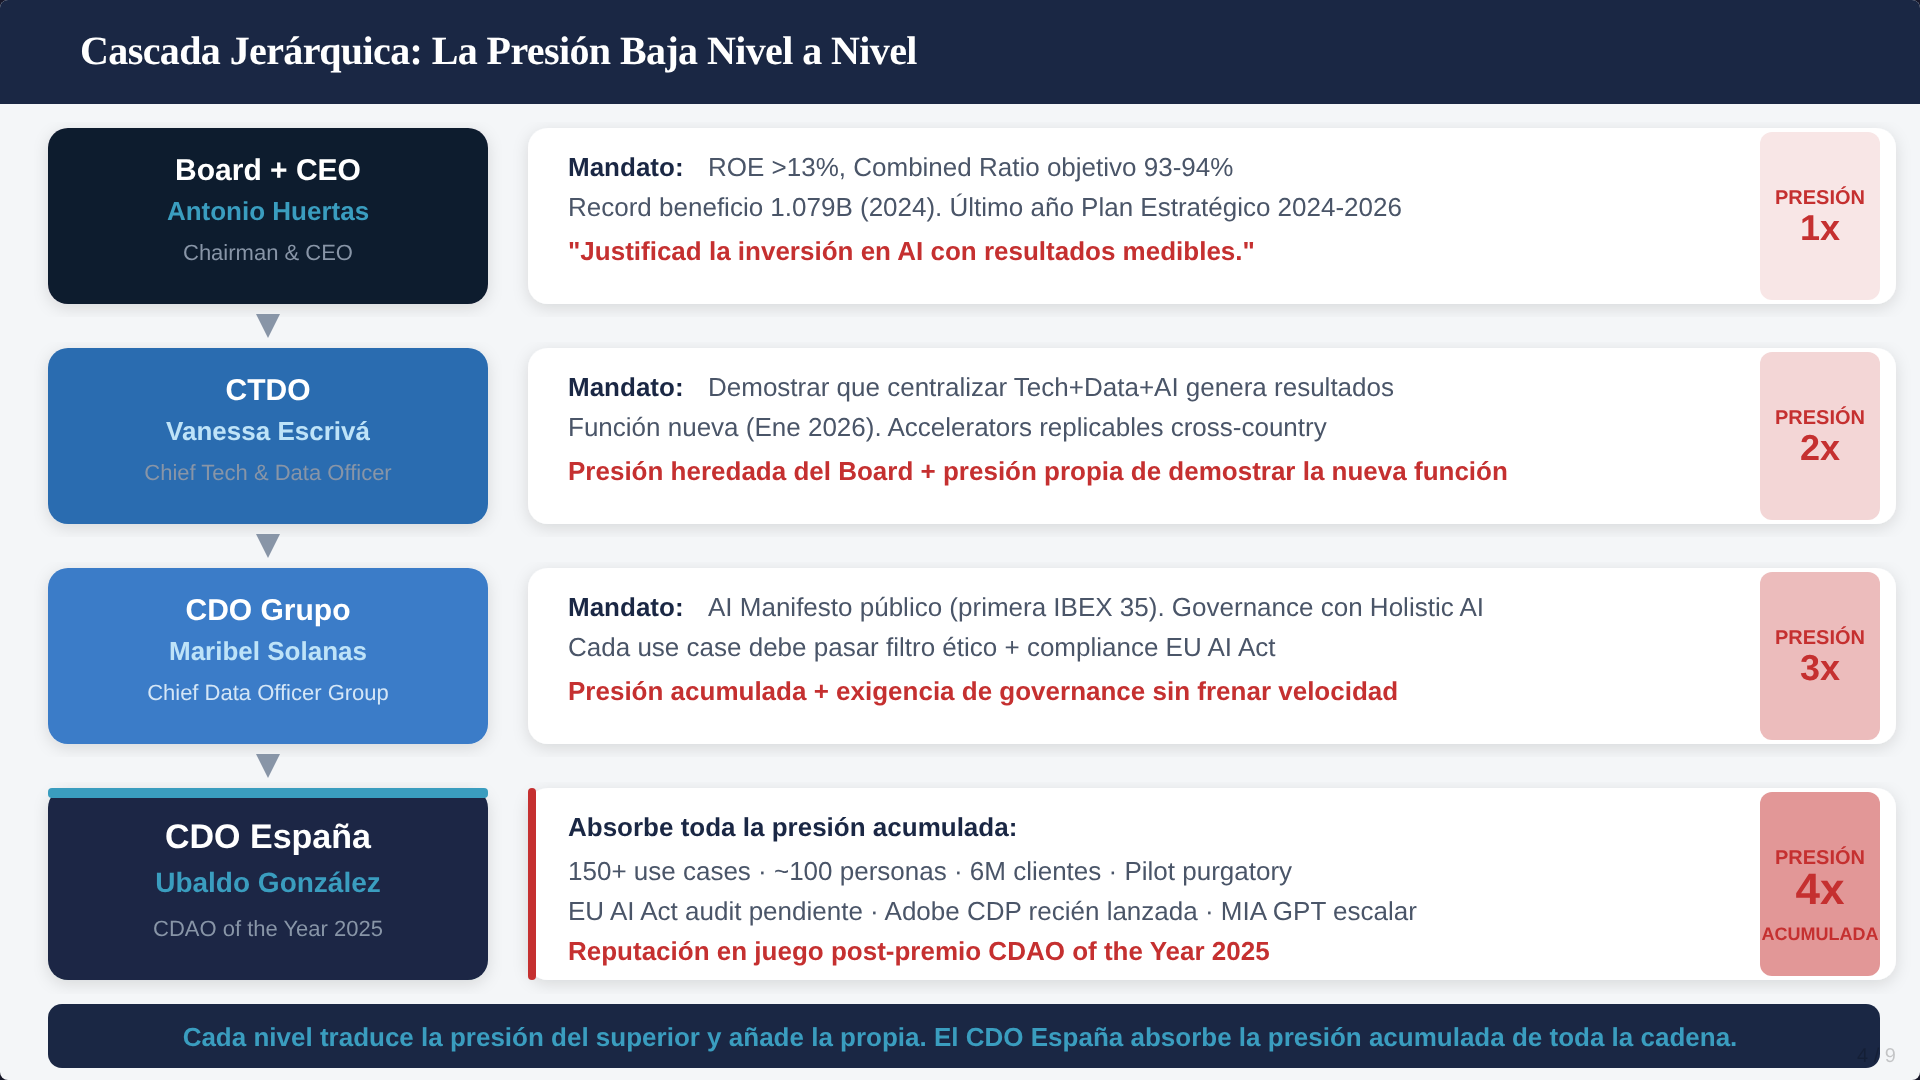 Cascada Jerárquica: La Presión Baja Nivel a Nivel
Board + CEO
Antonio Huertas
Chairman & CEO
Mandato: ROE >13%, Combined Ratio objetivo 93-94%
Record beneficio 1.079B (2024). Último año Plan Estratégico 2024-2026
"Justificad la inversión en AI con resultados medibles."
PRESIÓN
1x
CTDO
Vanessa Escrivá
Chief Tech & Data Officer
Mandato: Demostrar que centralizar Tech+Data+AI genera resultados
Función nueva (Ene 2026). Accelerators replicables cross-country
Presión heredada del Board + presión propia de demostrar la nueva función
PRESIÓN
2x
CDO Grupo
Maribel Solanas
Chief Data Officer Group
Mandato: AI Manifesto público (primera IBEX 35). Governance con Holistic AI
Cada use case debe pasar filtro ético + compliance EU AI Act
Presión acumulada + exigencia de governance sin frenar velocidad
PRESIÓN
3x
CDO España
Ubaldo González
CDAO of the Year 2025
Absorbe toda la presión acumulada:
150+ use cases · ~100 personas · 6M clientes · Pilot purgatory
EU AI Act audit pendiente · Adobe CDP recién lanzada · MIA GPT escalar
Reputación en juego post-premio CDAO of the Year 2025
PRESIÓN
4x
ACUMULADA
Cada nivel traduce la presión del superior y añade la propia. El CDO España absorbe la presión acumulada de toda la cadena.
4 / 9